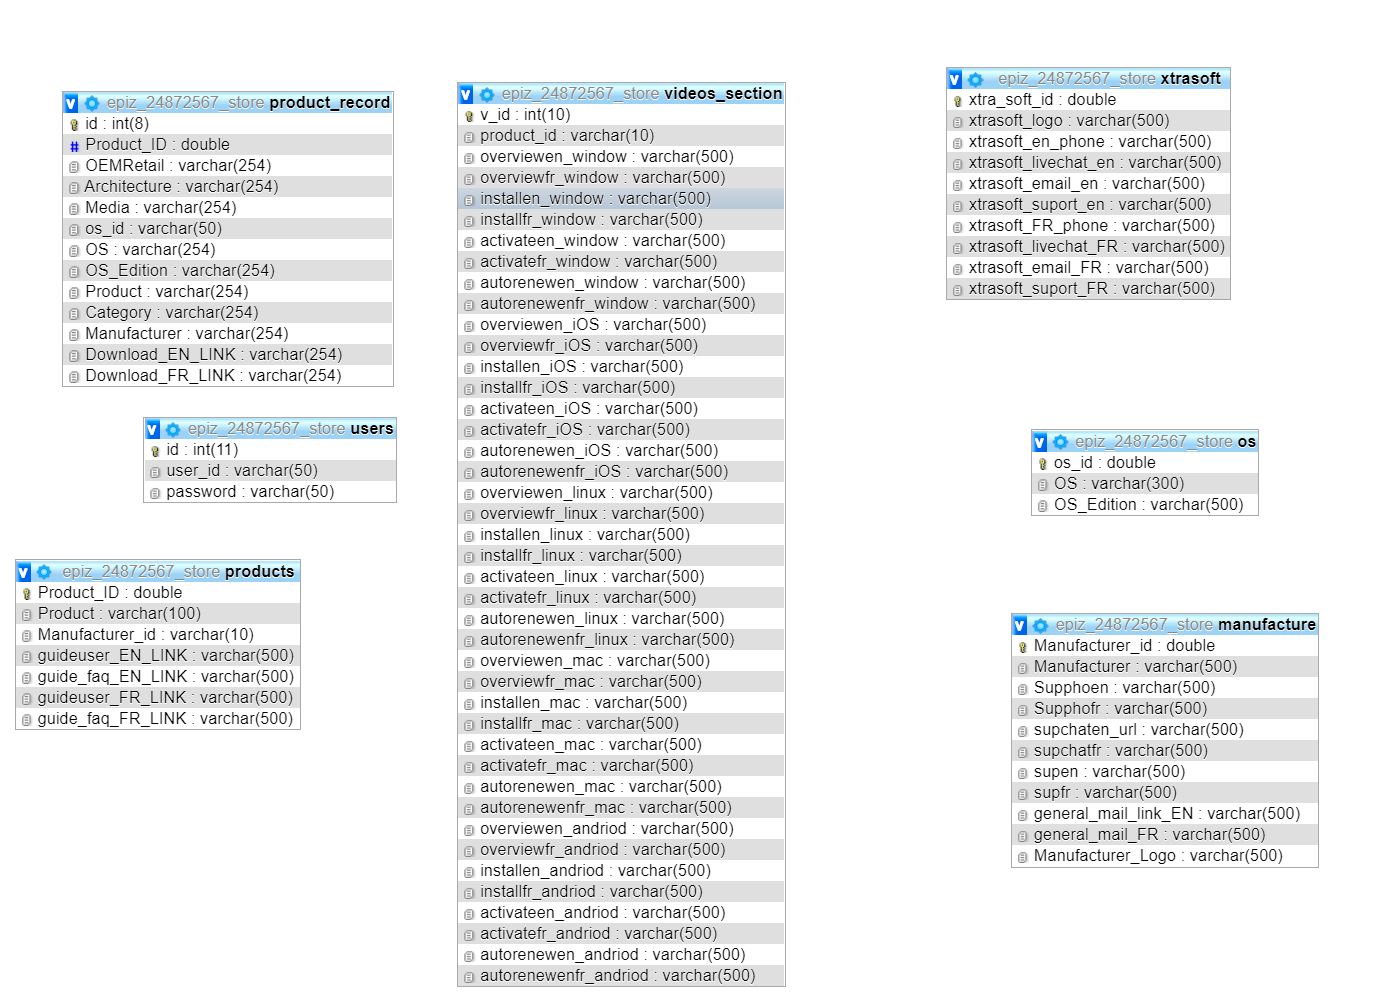 epiz_24872567_store product_record
id : int(8)
Product_ID : double
OEMRetail : varchar(254)
Architecture : varchar(254)
Media : varchar(254)
os_id : varchar(50)
OS : varchar(254)
OS_Edition : varchar(254)
Product : varchar(254)
Category : varchar(254)
Manufacturer : varchar(254)
Download_EN_LINK : varchar(254)
Download_FR_LINK : varchar(254)
epiz_24872567_store users
id : int(11)
user_id : varchar(50)
password : varchar(50)
epiz_24872567_store products
Product_ID : double
Product : varchar(100)
Manufacturer_id : varchar(10)
guideuser_EN_LINK : varchar(500)
guide_faq_EN_LINK : varchar(500)
guideuser_FR_LINK : varchar(500)
guide_faq_FR_LINK : varchar(500)
epiz_24872567_store videos_section
v_id : int(10)
product_id : varchar(10)
overviewen_window : varchar(500)
overviewfr_window : varchar(500)
installen_window : varchar(500)
installfr_window : varchar(500)
activateen_window : varchar(500)
activatefr_window : varchar(500)
autorenewen_window : varchar(500)
autorenewenfr_window : varchar(500)
overviewen_iOS : varchar(500)
overviewfr_iOS : varchar(500)
installen_iOS : varchar(500)
installfr_iOS : varchar(500)
activateen_iOS : varchar(500)
activatefr_iOS : varchar(500)
autorenewen_iOS : varchar(500)
autorenewenfr_iOS : varchar(500)
overviewen_linux : varchar(500)
overviewfr_linux : varchar(500)
installen_linux : varchar(500)
installfr_linux : varchar(500)
activateen_linux : varchar(500)
activatefr_linux : varchar(500)
autorenewen_linux : varchar(500)
autorenewenfr_linux : varchar(500)
overviewen_mac : varchar(500)
overviewfr_mac : varchar(500)
installen_mac : varchar(500)
installfr_mac : varchar(500)
activateen_mac : varchar(500)
activatefr_mac : varchar(500)
autorenewen_mac : varchar(500)
autorenewenfr_mac : varchar(500)
overviewen_andriod : varchar(500)
overviewfr_andriod : varchar(500)
installen_andriod : varchar(500)
installfr_andriod : varchar(500)
activateen_andriod : varchar(500)
activatefr_andriod : varchar(500)
autorenewen_andriod : varchar(500)
autorenewenfr_andriod : varchar(500)
epiz_24872567_store xtrasoft
xtra_soft_id : double
xtrasoft_logo : varchar(500)
xtrasoft_en_phone : varchar(500)
xtrasoft_livechat_en : varchar(500)
xtrasoft_email_en : varchar(500)
xtrasoft_suport_en : varchar(500)
xtrasoft_FR_phone : varchar(500)
xtrasoft_livechat_FR : varchar(500)
xtrasoft_email_FR : varchar(500)
xtrasoft_suport_FR : varchar(500)
epiz_24872567_store os
os_id : double
OS : varchar(300)
OS_Edition : varchar(500)
epiz_24872567_store manufacture
Manufacturer_id : double
Manufacturer : varchar(500)
Supphoen : varchar(500)
Supphofr : varchar(500)
supchaten_url : varchar(500)
supchatfr : varchar(500)
supen : varchar(500)
supfr : varchar(500)
general_mail_link_EN : varchar(500)
general_mail_FR : varchar(500)
Manufacturer_Logo : varchar(500)